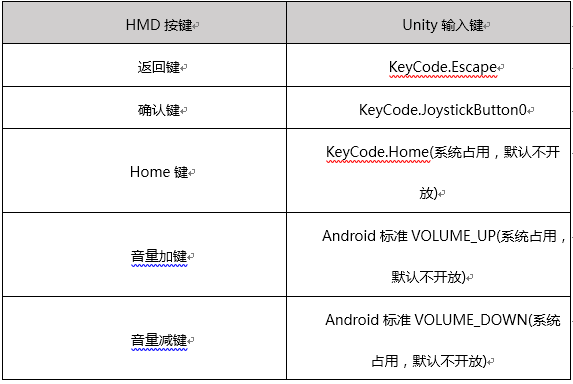 HMD 按键 Unity 输入键
返回键 KeyCode.Escape
确认键 KeyCode.JoystickButton0
Home 键 KeyCode.Home(系统占用，默认不开
放)
音量加键 Android 标准 VOLUME_UP(系统占用，
默认不开放)
音量减键 Android 标准 VOLUME_DOWN(系统
占用，默认不开放)